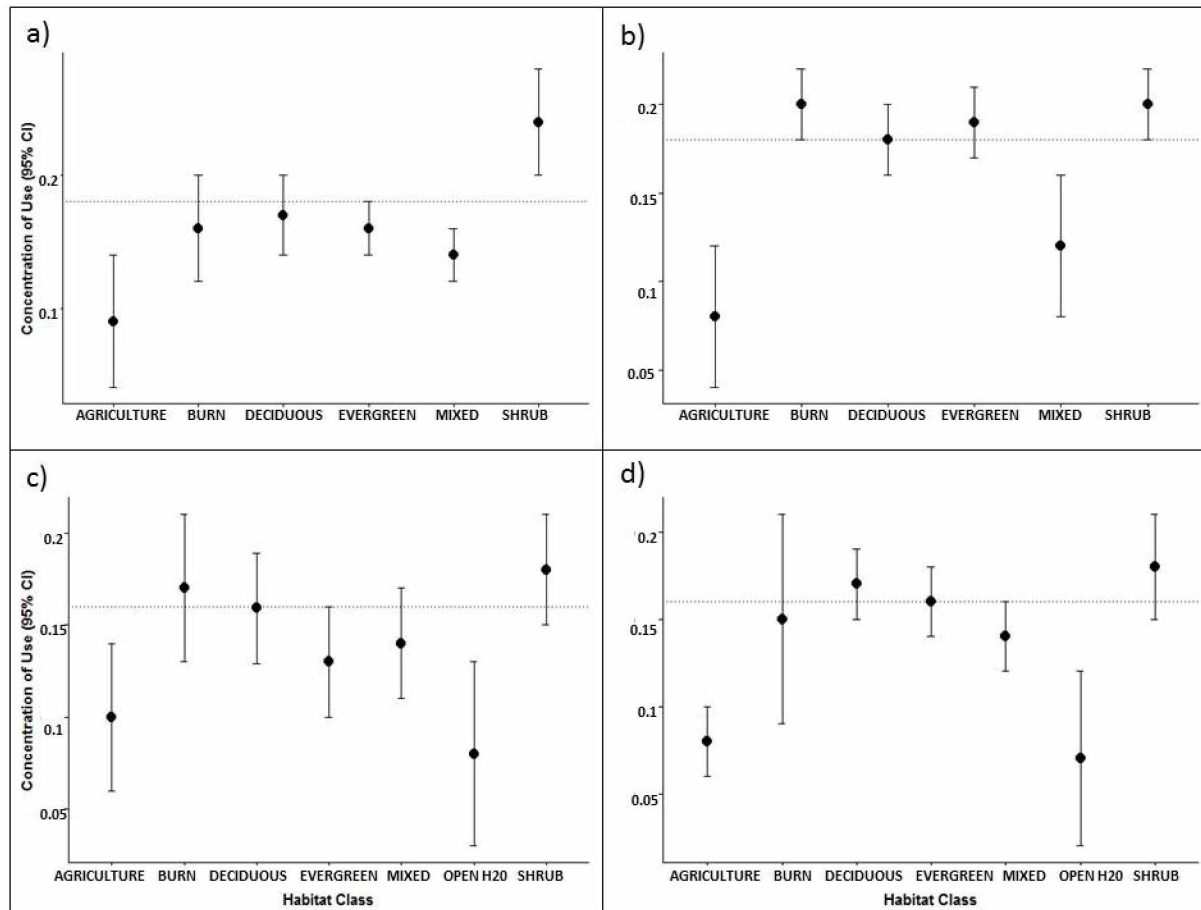 a)
Concentration of Use (95% CI)
0.2
0.1
AGRICULTURE BURN DECIDUOUS EVERGREEN MIXED SHRUB
b)
0.2
0.15
0.1
0.05
AGRICULTURE BURN DECIDUOUS EVERGREEN MIXED SHRUB
c)
Concentration of Use (95% CI)
0.2
0.15
0.1
0.05
AGRICULTURE BURN DECIDUOUS EVERGREEN MIXED OPEN H20 SHRUB
Habitat Class
d)
0.2
0.15
0.1
0.05
AGRICULTURE BURN DECIDUOUS EVERGREEN MIXED OPEN H20 SHRUB
Habitat Class